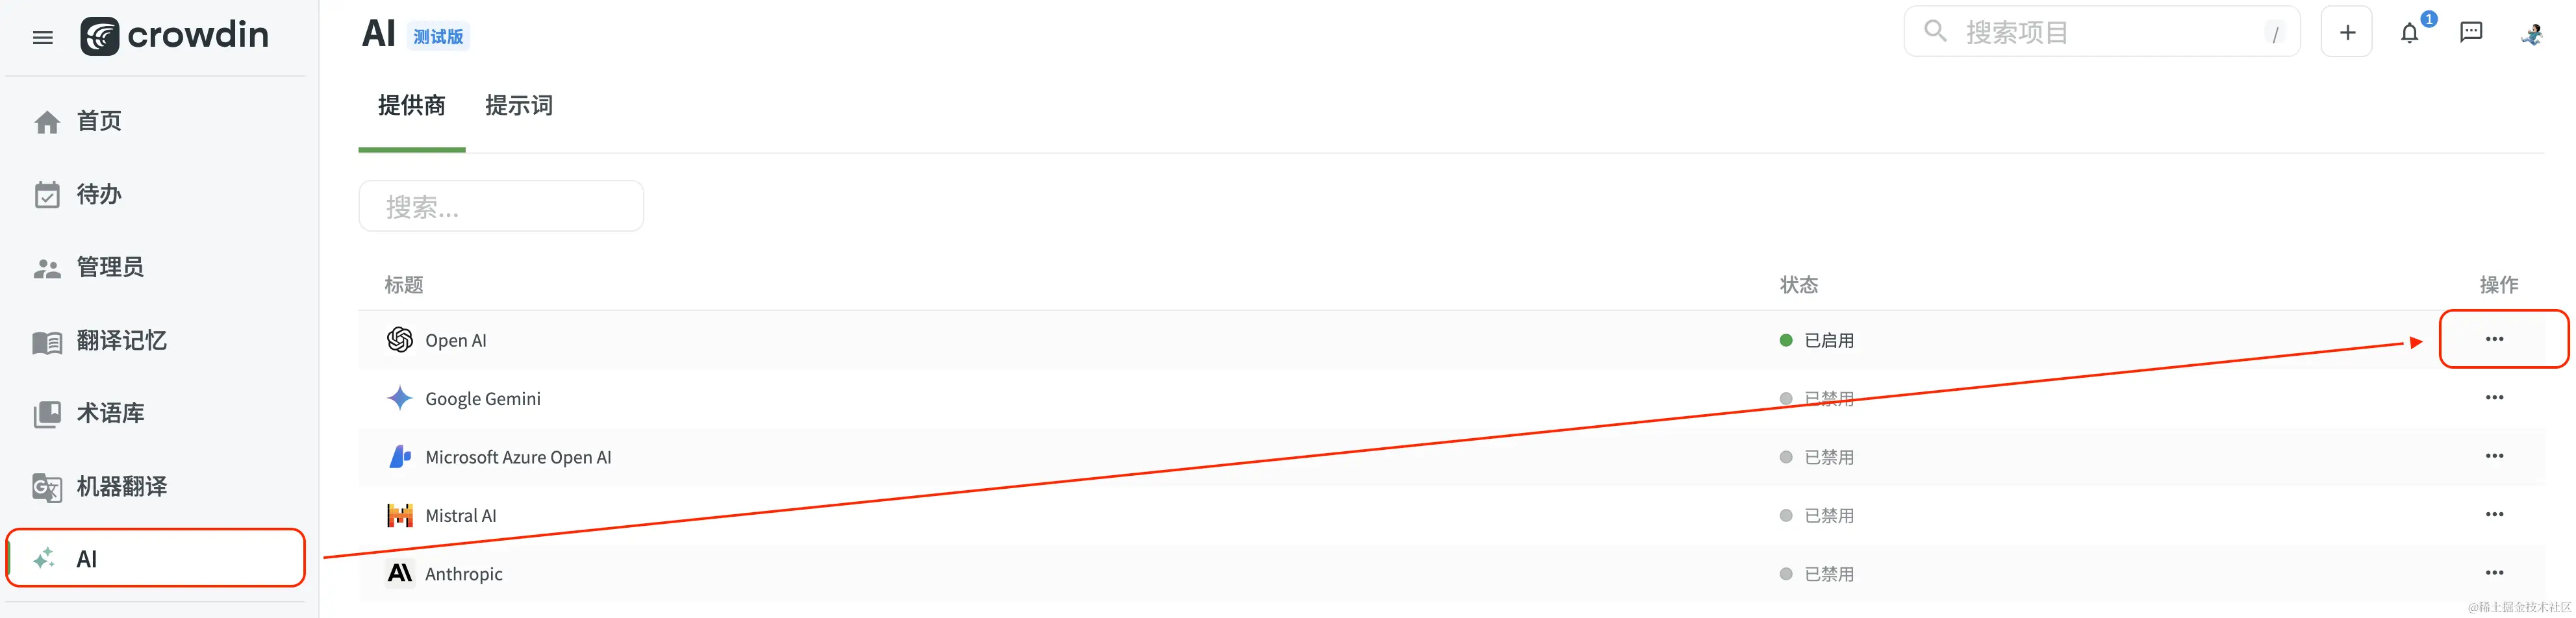 crowdin
首页
待办
管理员
翻译记忆
术语库
机器翻译
AI
AI 测试版
搜索项目 /
1
提供商 提示词
搜索...
标题 状态 操作
Open AI 已启用
Google Gemini 已禁用
Microsoft Azure Open AI 已禁用
Mistral AI 已禁用
Anthropic 已禁用
@稀土掘金技术社区